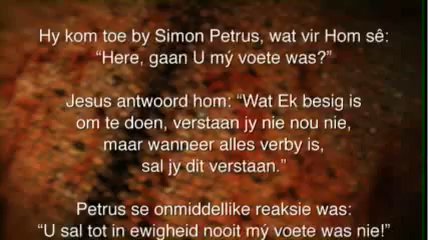 Hy kom toe by Simon Petrus, wat vir Hom sê:
“Here, gaan U mý voete was?”
Jesus antwoord hom: “Wat Ek besig is
om te doen, verstaan jy nie nou nie,
maar wanneer alles verby is,
sal jy dit verstaan.”
Petrus se onmiddellike reaksie was:
“U sal tot in ewigheid nooit mý voete was nie!”